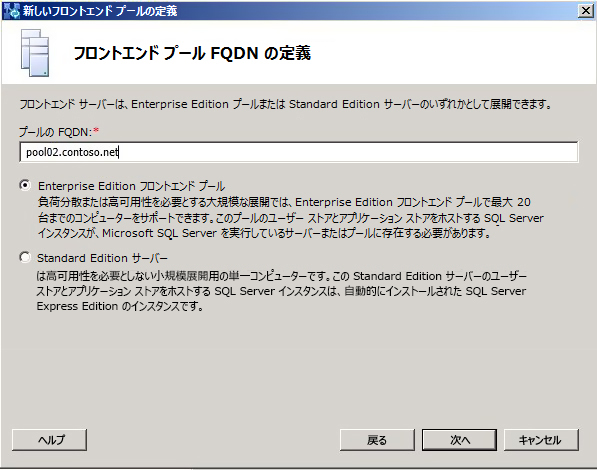 新しいフロントエンド プールの定義
フロントエンド プール FQDN の定義
フロントエンド サーバーは、Enterprise Edition プールまたは Standard Edition サーバーのいずれかとして展開できます。
プールの FQDN:*
pool02.contoso.net
Enterprise Edition フロントエンド プール
負荷分散または高可用性を必要とする大規模な展開では、Enterprise Edition フロントエンド プールで最大 20
台までのコンピューターをサポートできます。このプールのユーザー ストアとアプリケーション ストアをホストする SQL Server
インスタンスが、Microsoft SQL Server を実行しているサーバーまたはプールに存在する必要があります。
Standard Edition サーバー
は高可用性を必要としない小規模展開用の単一コンピューターです。この Standard Edition サーバーのユーザー
ストアとアプリケーション ストアをホストする SQL Server インスタンスは、自動的にインストールされた SQL Server
Express Edition のインスタンスです。
ヘルプ
戻る
次へ
キャンセル